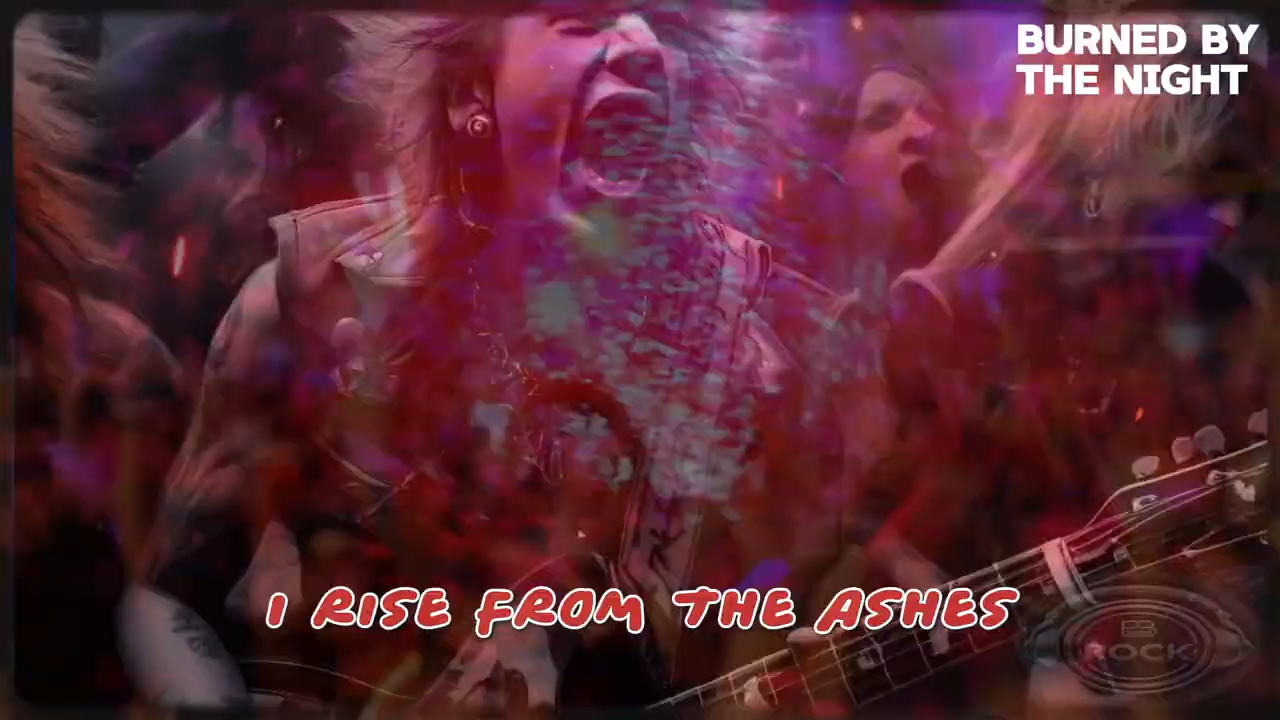 BURNED BY
THE NIGHT
I RISE FROM THE ASHES
ROCK